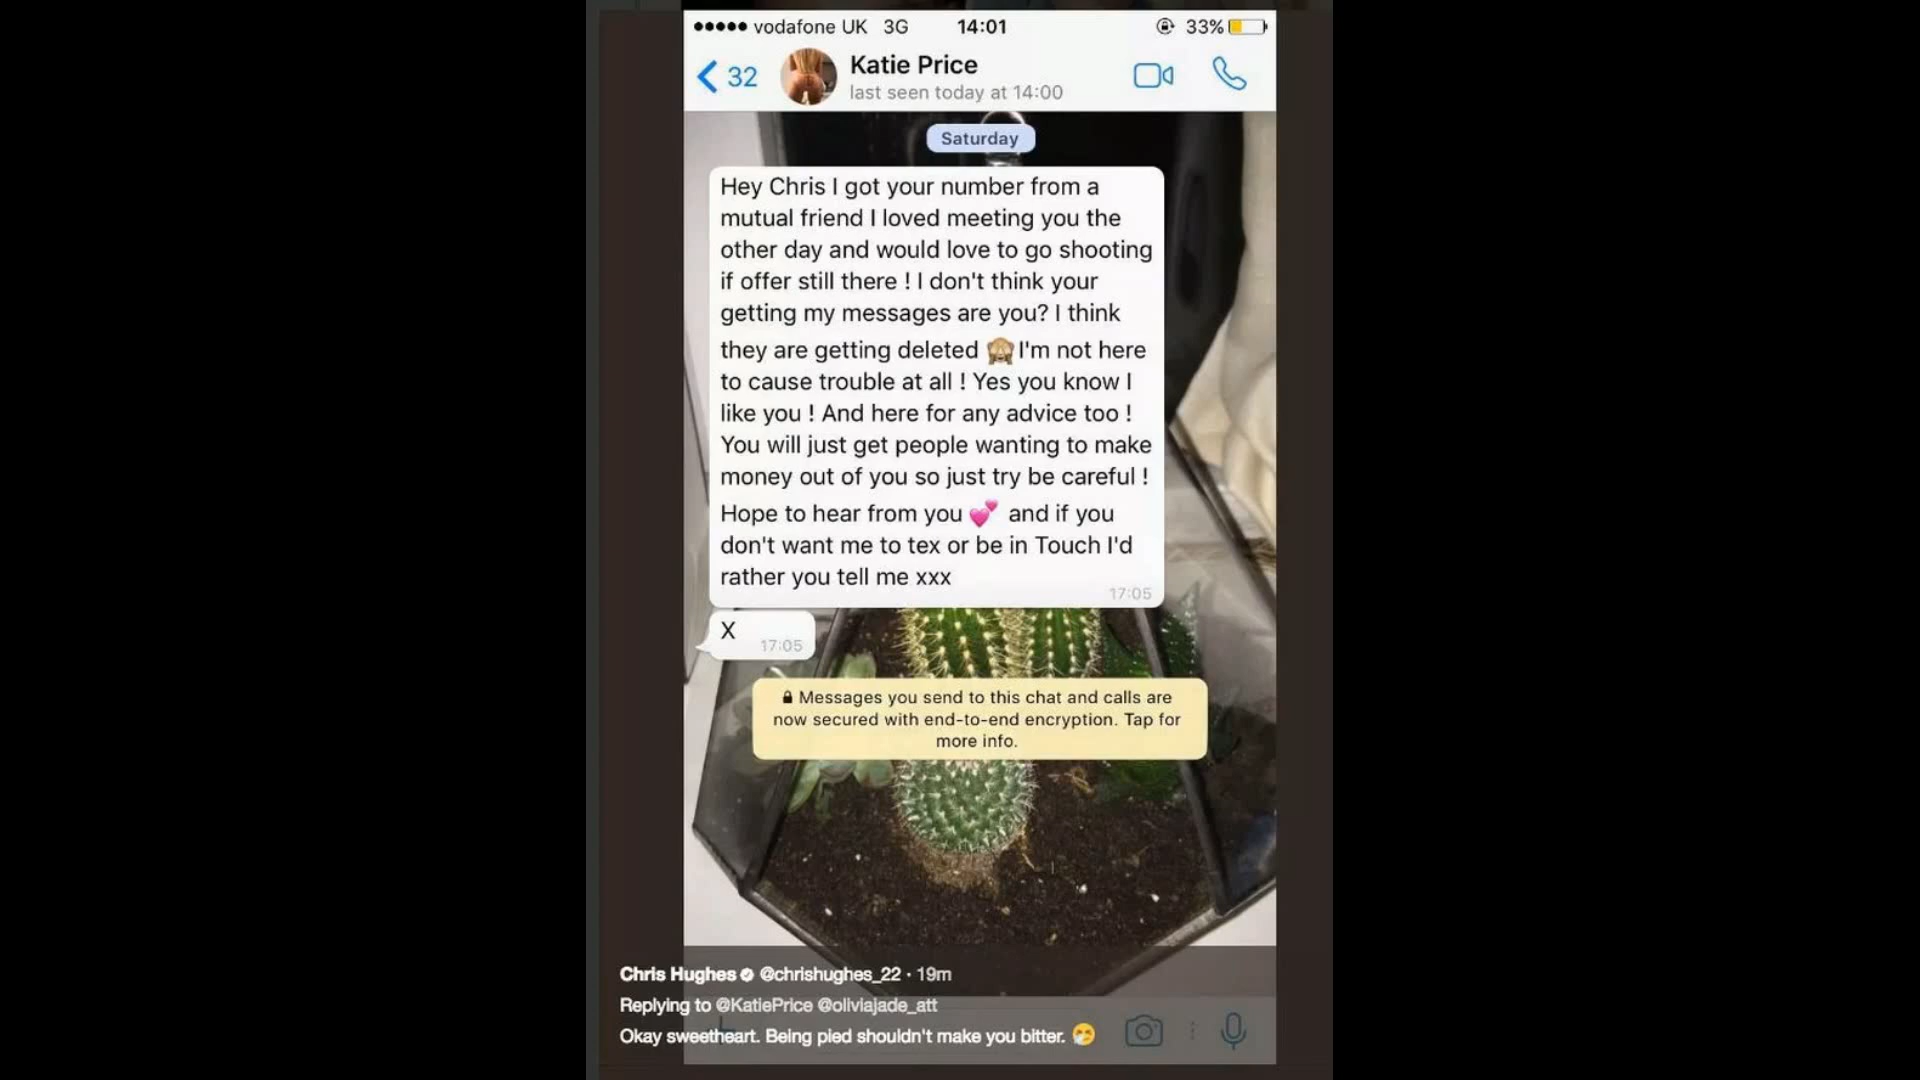 vodafone UK 3G 14:01 33%
32 Katie Price
last seen today at 14:00
Saturday
Hey Chris I got your number from a
mutual friend I loved meeting you the
other day and would love to go shooting
if offer still there ! I don't think your
getting my messages are you? I think
they are getting deleted 🙈 I'm not here
to cause trouble at all ! Yes you know I
like you ! And here for any advice too !
You will just get people wanting to make
money out of you so just try be careful !
Hope to hear from you 💕 and if you
don't want me to tex or be in Touch I'd
rather you tell me xxx
17:05
X
17:05
🔒 Messages you send to this chat and calls are
now secured with end-to-end encryption. Tap for
more info.
Chris Hughes @chrishughes_22 · 19m
Replying to @KatiePrice @oliviajade_att
Okay sweetheart. Being pied shouldn't make you bitter. 🤭